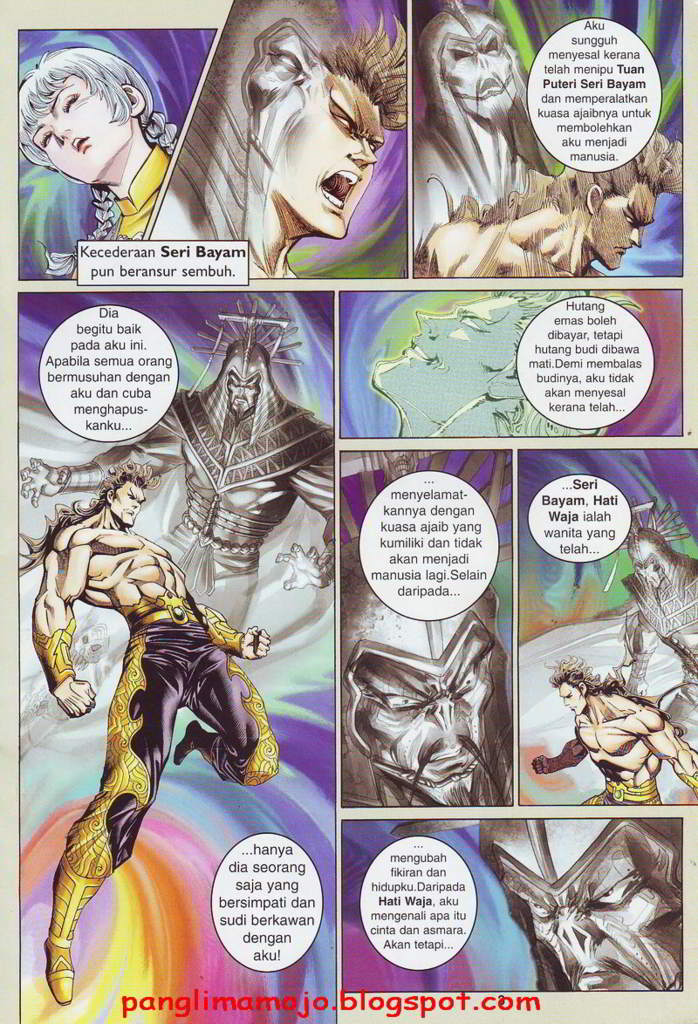 Kecederaan Seri Bayam
pun beransur sembuh.
Aku
sungguh
menyesal kerana
telah menipu Tuan
Puteri Seri Bayam
dan memperalatkan
kuasa ajaibnya untuk
membolehkan
aku menjadi
manusia.
Dia
begitu baik
pada aku ini.
Apabila semua orang
bermusuhan dengan
aku dan cuba
menghapus-
kanku...
...hanya
dia seorang
saja yang
bersimpati dan
sudi berkawan
dengan
aku!
Hutang
emas boleh
dibayar, tetapi
hutang budi dibawa
mati.Demi membalas
budinya, aku tidak
akan menyesal
kerana telah...
...
menyelamat-
kannya dengan
kuasa ajaib yang
kumiliki dan tidak
akan menjadi
manusia lagi.Selain
daripada...
...Seri
Bayam, Hati
Waja ialah
wanita yang
telah...
...
mengubah
fikiran dan
hidupku.Daripada
Hati Waja, aku
mengenali apa itu
cinta dan asmara.
Akan tetapi...
panglimamojo.blogspot.com